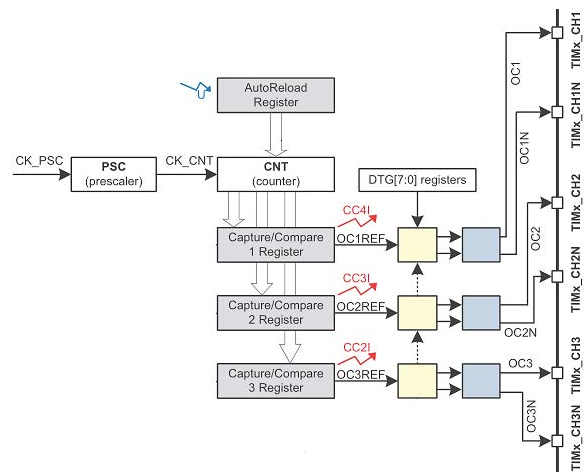 AutoReload
Register
U
CK_PSC
PSC
(prescaler)
CK_CNT
CNT
(counter)
DTG[7:0] registers
CC4I
Capture/Compare
1 Register
OC1REF
CC3I
Capture/Compare
2 Register
OC2REF
CC2I
Capture/Compare
3 Register
OC3REF
OC1
OC1N
OC2
OC2N
OC3
OC3N
TIMx_CH1
TIMx_CH1N
TIMx_CH2
TIMx_CH2N
TIMx_CH3
TIMx_CH3N